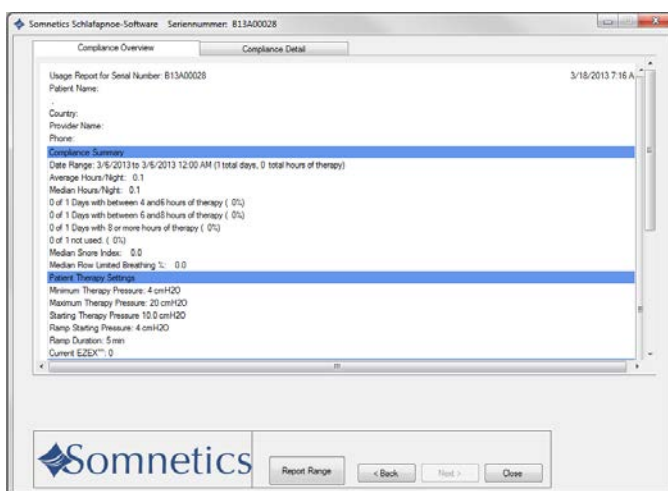 Somnetics Schlafapnoe-Software Seriennummer: B13A00028
Compliance Overview Compliance Detail
Usage Report for Serial Number: B13A00028 3/18/2013 7:16 A
Patient Name:
.
Country:
Provider Name:
Phone:
Compliance Summary
Date Range: 3/6/2013 to 3/6/2013 12:00 AM (1 total days, 0 total hours of therapy)
Average Hours/Night: 0.1
Median Hours/Night: 0.1
0 of 1 Days with between 4 and6 hours of therapy ( 0%)
0 of 1 Days with between 6 and8 hours of therapy ( 0%)
0 of 1 Days with 8 or more hours of therapy ( 0%)
0 of 1 not used. ( 0%)
Median Snore Index: 0.0
Median Flow Limited Breathing %: 0.0
Patient Therapy Settings
Minimum Therapy Pressure: 4 cmH2O
Maximum Therapy Pressure: 20 cmH2O
Starting Therapy Pressure 10.0 cmH2O
Ramp Starting Pressure: 4 cmH2O
Ramp Duration: 5 min
Current EZEX™: 0
Somnetics
Report Range < Back Next > Close